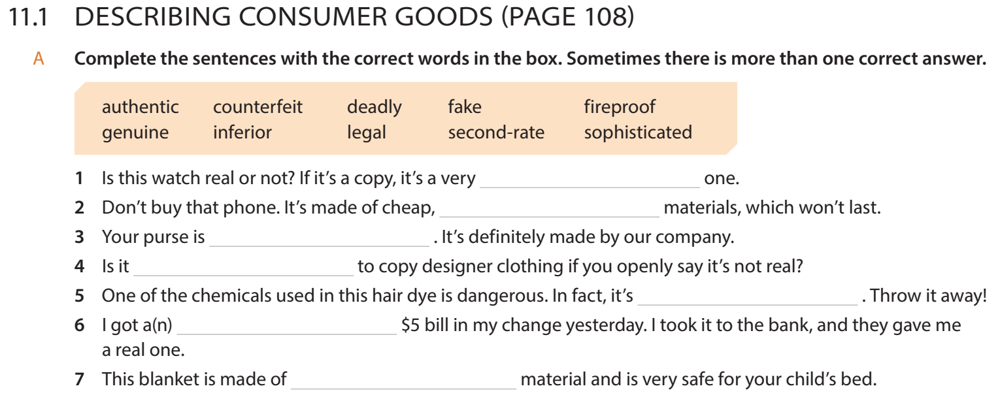 11.1 DESCRIBING CONSUMER GOODS (PAGE 108)
A Complete the sentences with the correct words in the box. Sometimes there is more than one correct answer.
authentic counterfeit deadly fake fireproof
genuine inferior legal second-rate sophisticated
1 Is this watch real or not? If it’s a copy, it’s a very ______ one.
2 Don’t buy that phone. It’s made of cheap, ______ materials, which won’t last.
3 Your purse is ______ . It’s definitely made by our company.
4 Is it ______ to copy designer clothing if you openly say it’s not real?
5 One of the chemicals used in this hair dye is dangerous. In fact, it’s ______ . Throw it away!
6 I got a(n) ______ $5 bill in my change yesterday. I took it to the bank, and they gave me
a real one.
7 This blanket is made of ______ material and is very safe for your child’s bed.